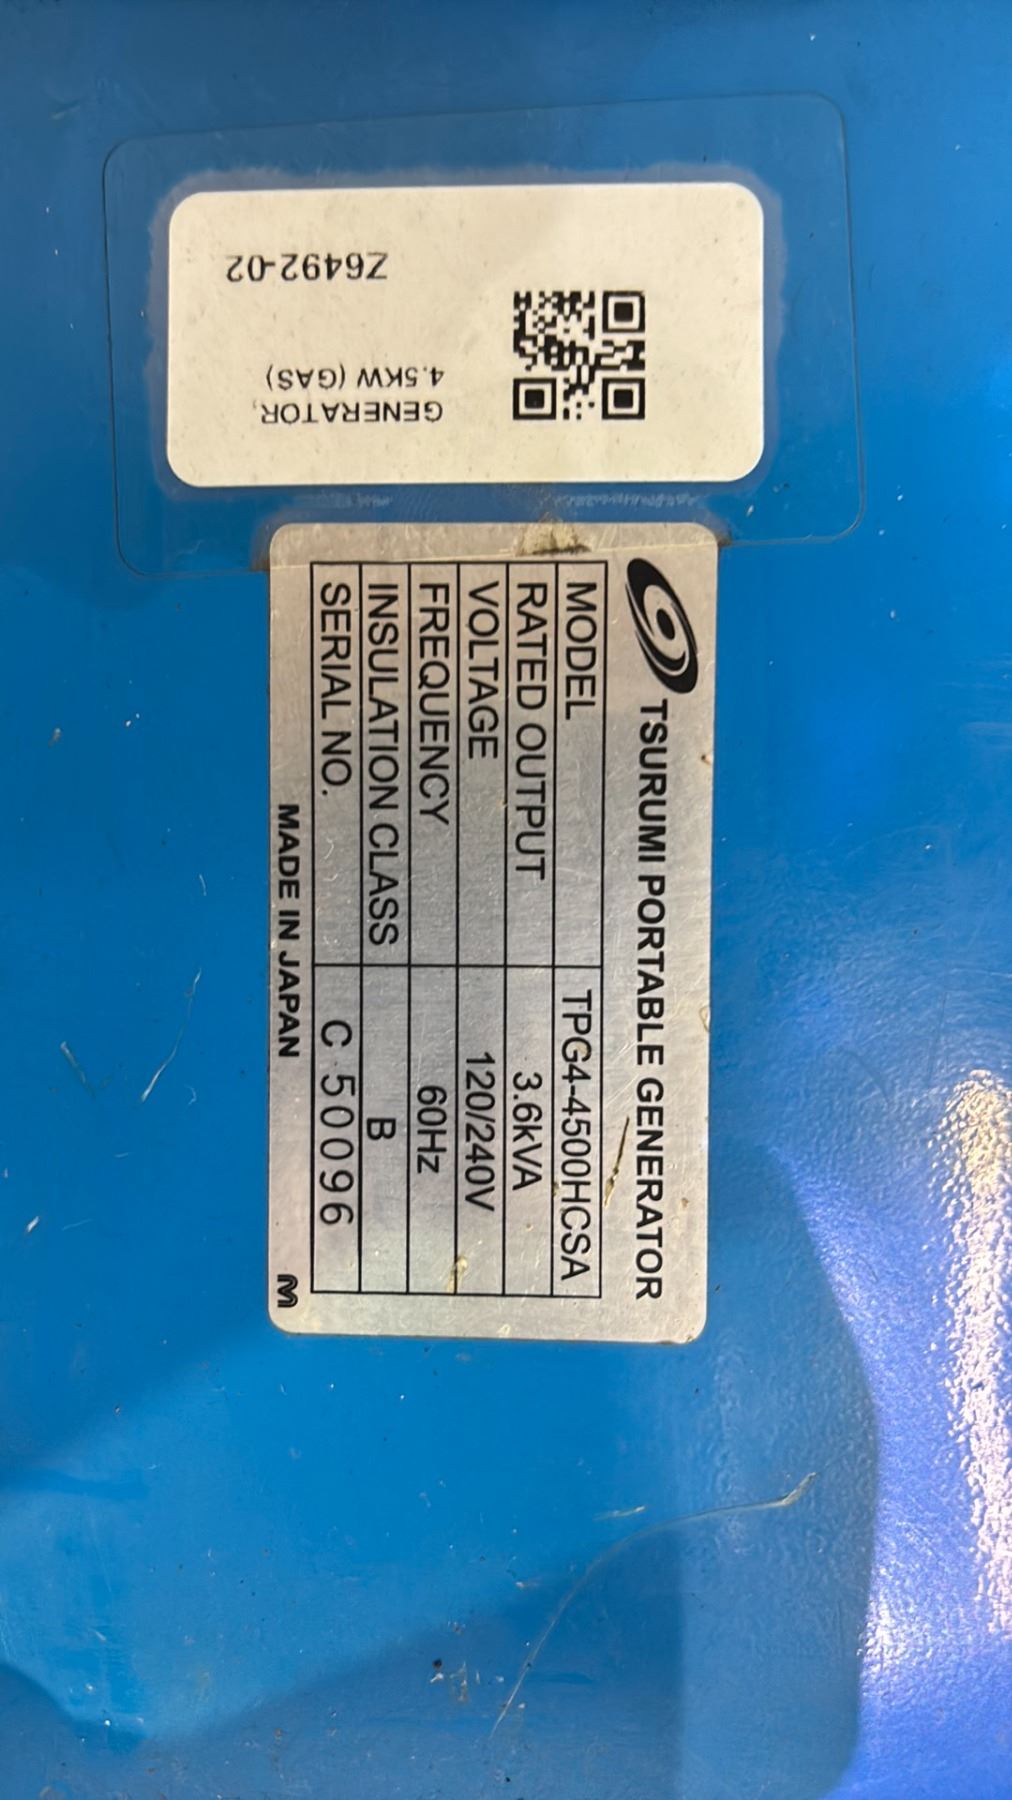 Z6492-02
GENERATOR,
4.5KW (GAS)
TSURUMI PORTABLE GENERATOR
MODEL TPG4-4500HCSA
RATED OUTPUT 3.6kVA
VOLTAGE 120/240V
FREQUENCY 60Hz
INSULATION CLASS B
SERIAL NO. C 50096
MADE IN JAPAN
M